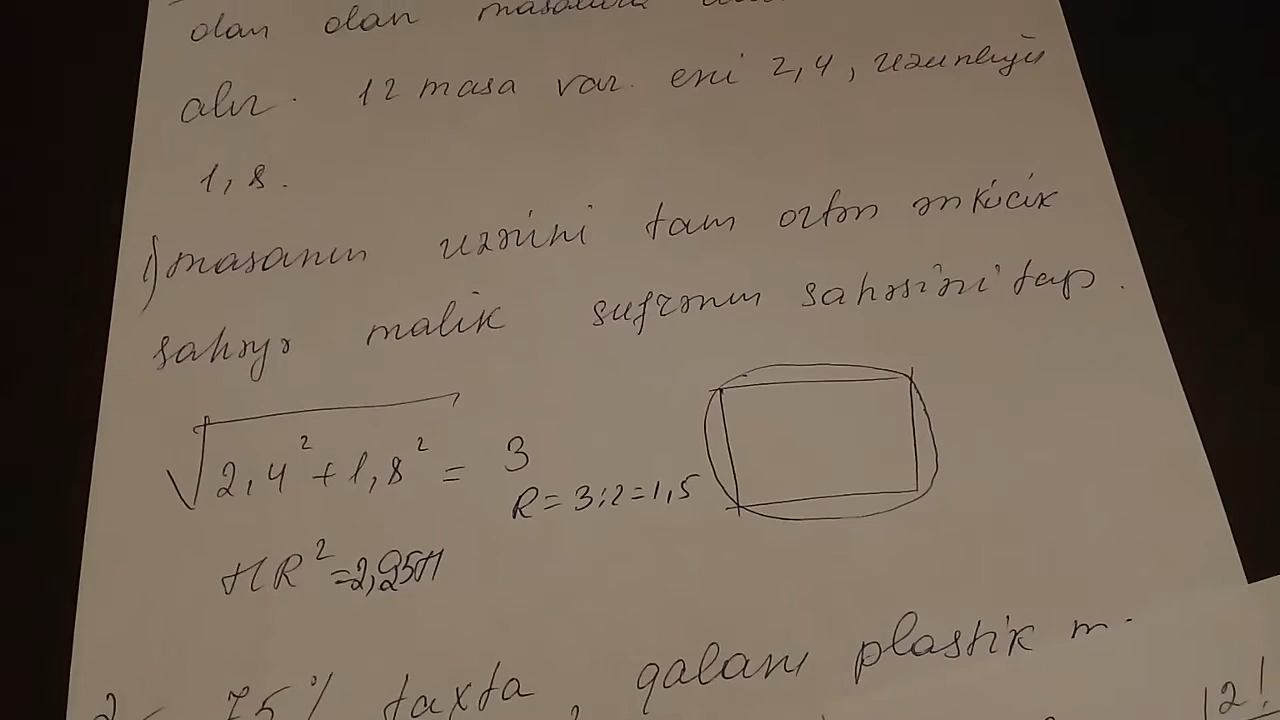 olan olan masaların
alır. 12 masa var. eni 2,4, uzunluğu
1,8.
1) masanın üzərini tam örtən ən kiçik
sahəyə malik süfrənin sahəsini tap.
√2,4²+1,8² = 3
R=3:2=1,5
πR²=2,25π
2 75% taxta, qalanı plastik m.
12!